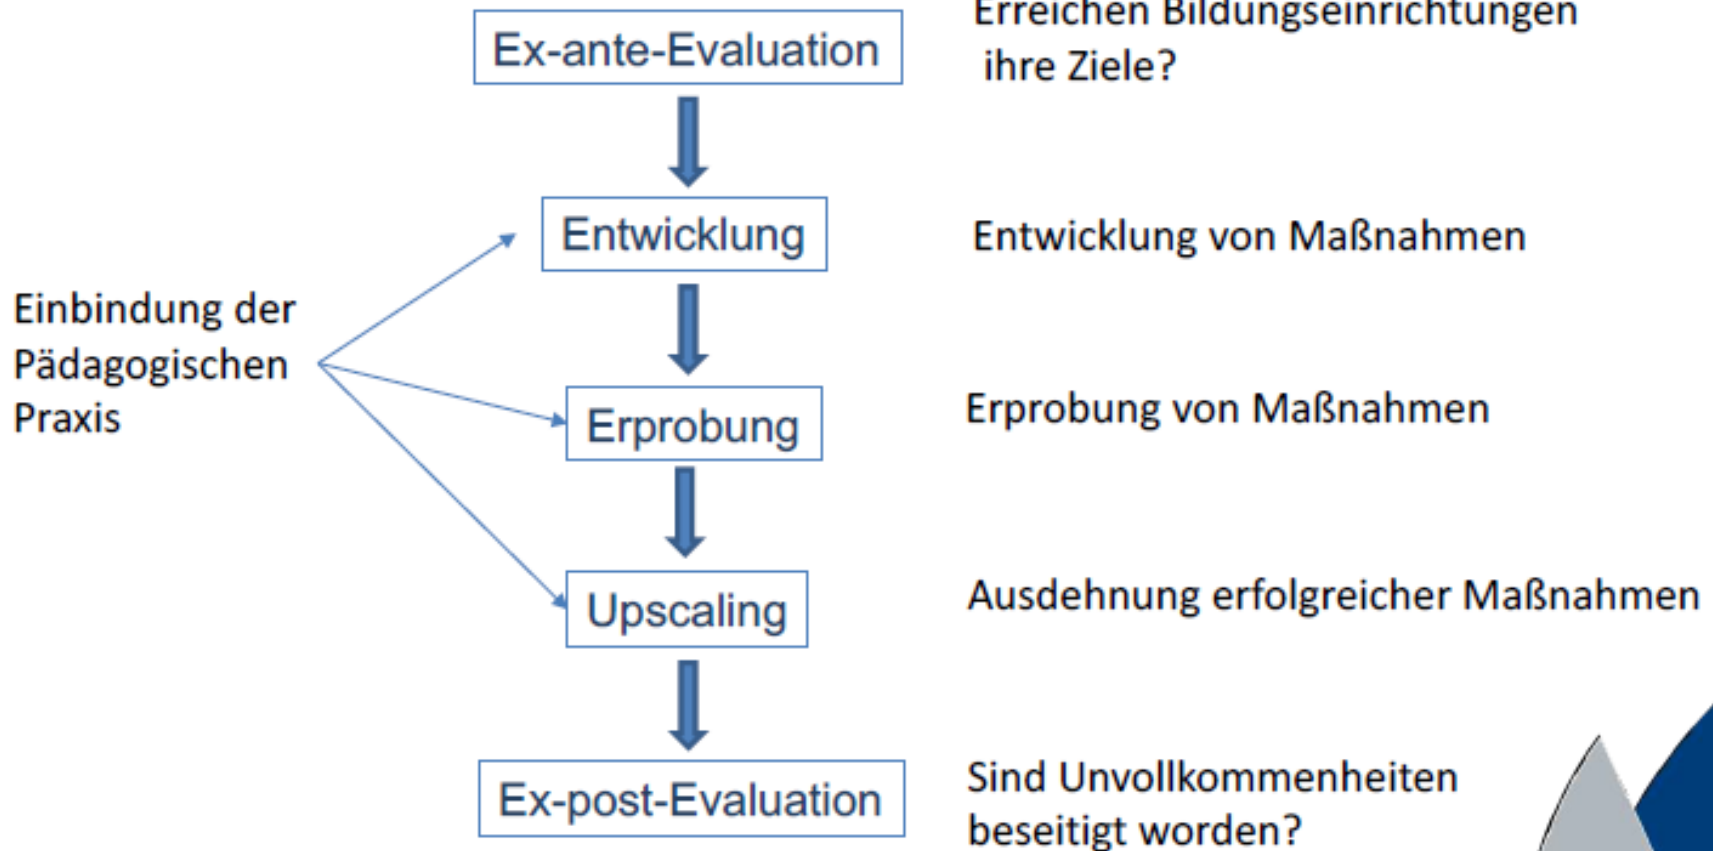 Ex-ante-Evaluation
Erreichen Bildungseinrichtungen
ihre Ziele?
Entwicklung
Entwicklung von Maßnahmen
Einbindung der
Pädagogischen
Praxis
Erprobung
Erprobung von Maßnahmen
Upscaling
Ausdehnung erfolgreicher Maßnahmen
Ex-post-Evaluation
Sind Unvollkommenheiten
beseitigt worden?